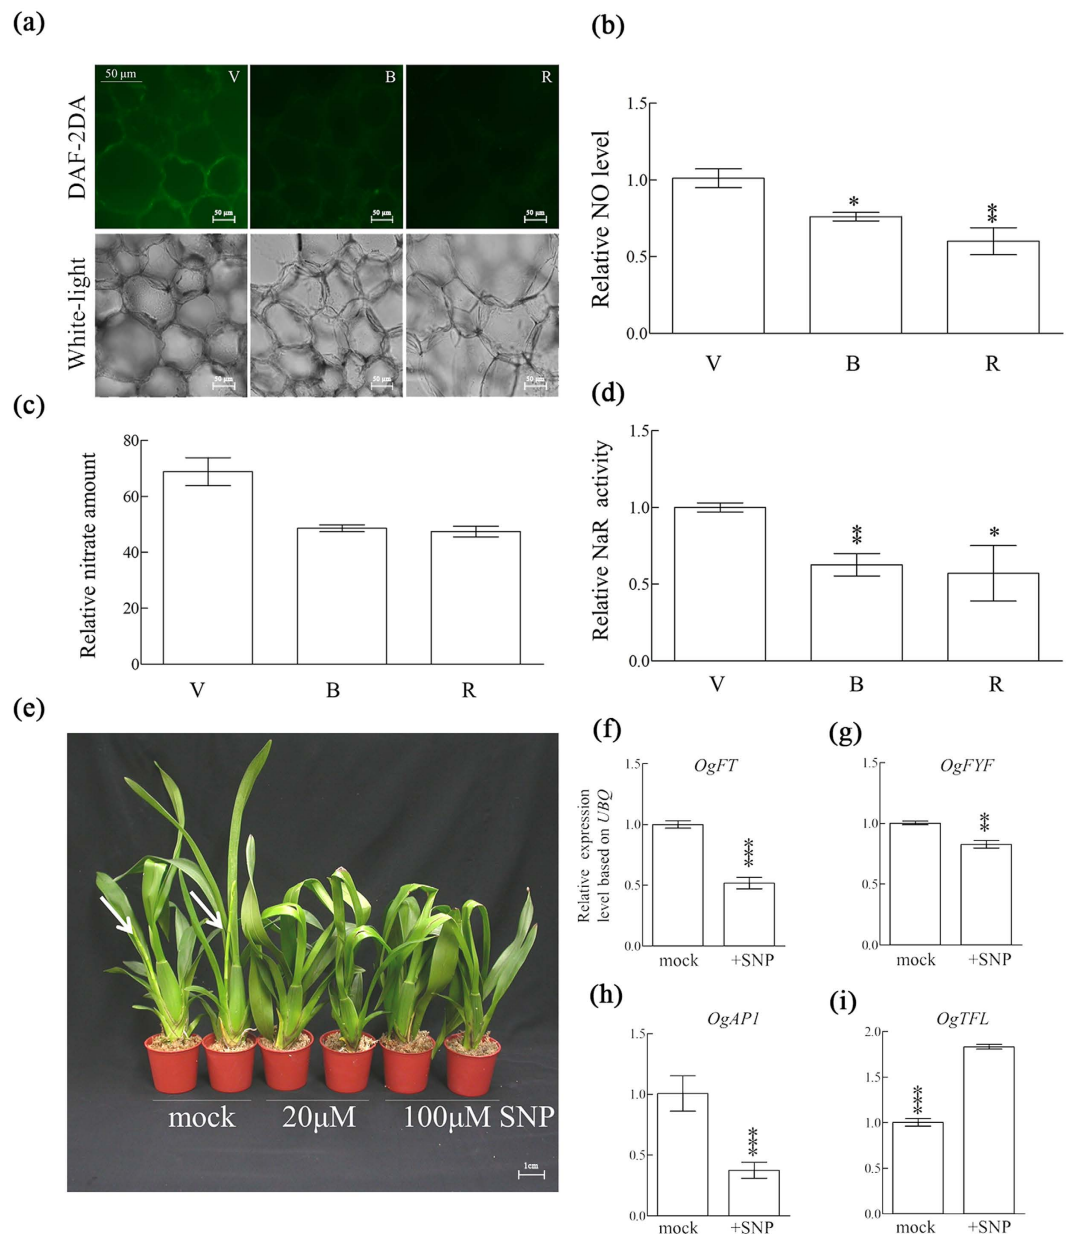 (a)
DAF-2DA
50 μm
V
B
R
50 μm
50 μm
50 μm
White-light
50 μm
50 μm
50 μm
(b)
Relative NO level
1.5
1.0
0.5
0.0
*
**
V
B
R
(c)
Relative nitrate amount
80
60
40
20
0
V
B
R
(d)
Relative NaR activity
1.5
1.0
0.5
0.0
**
*
V
B
R
(e)
mock
20μM
100μM SNP
1cm
(f)
OgFT
Relative expression
level based on UBQ
1.5
1.0
0.5
0.0
***
mock
+SNP
(g)
OgFYF
1.5
1.0
0.5
0.0
**
mock
+SNP
(h)
OgAP1
1.5
1.0
0.5
0.0
***
mock
+SNP
(i)
OgTFL
2.0
1.5
1.0
0.5
0.0
***
mock
+SNP